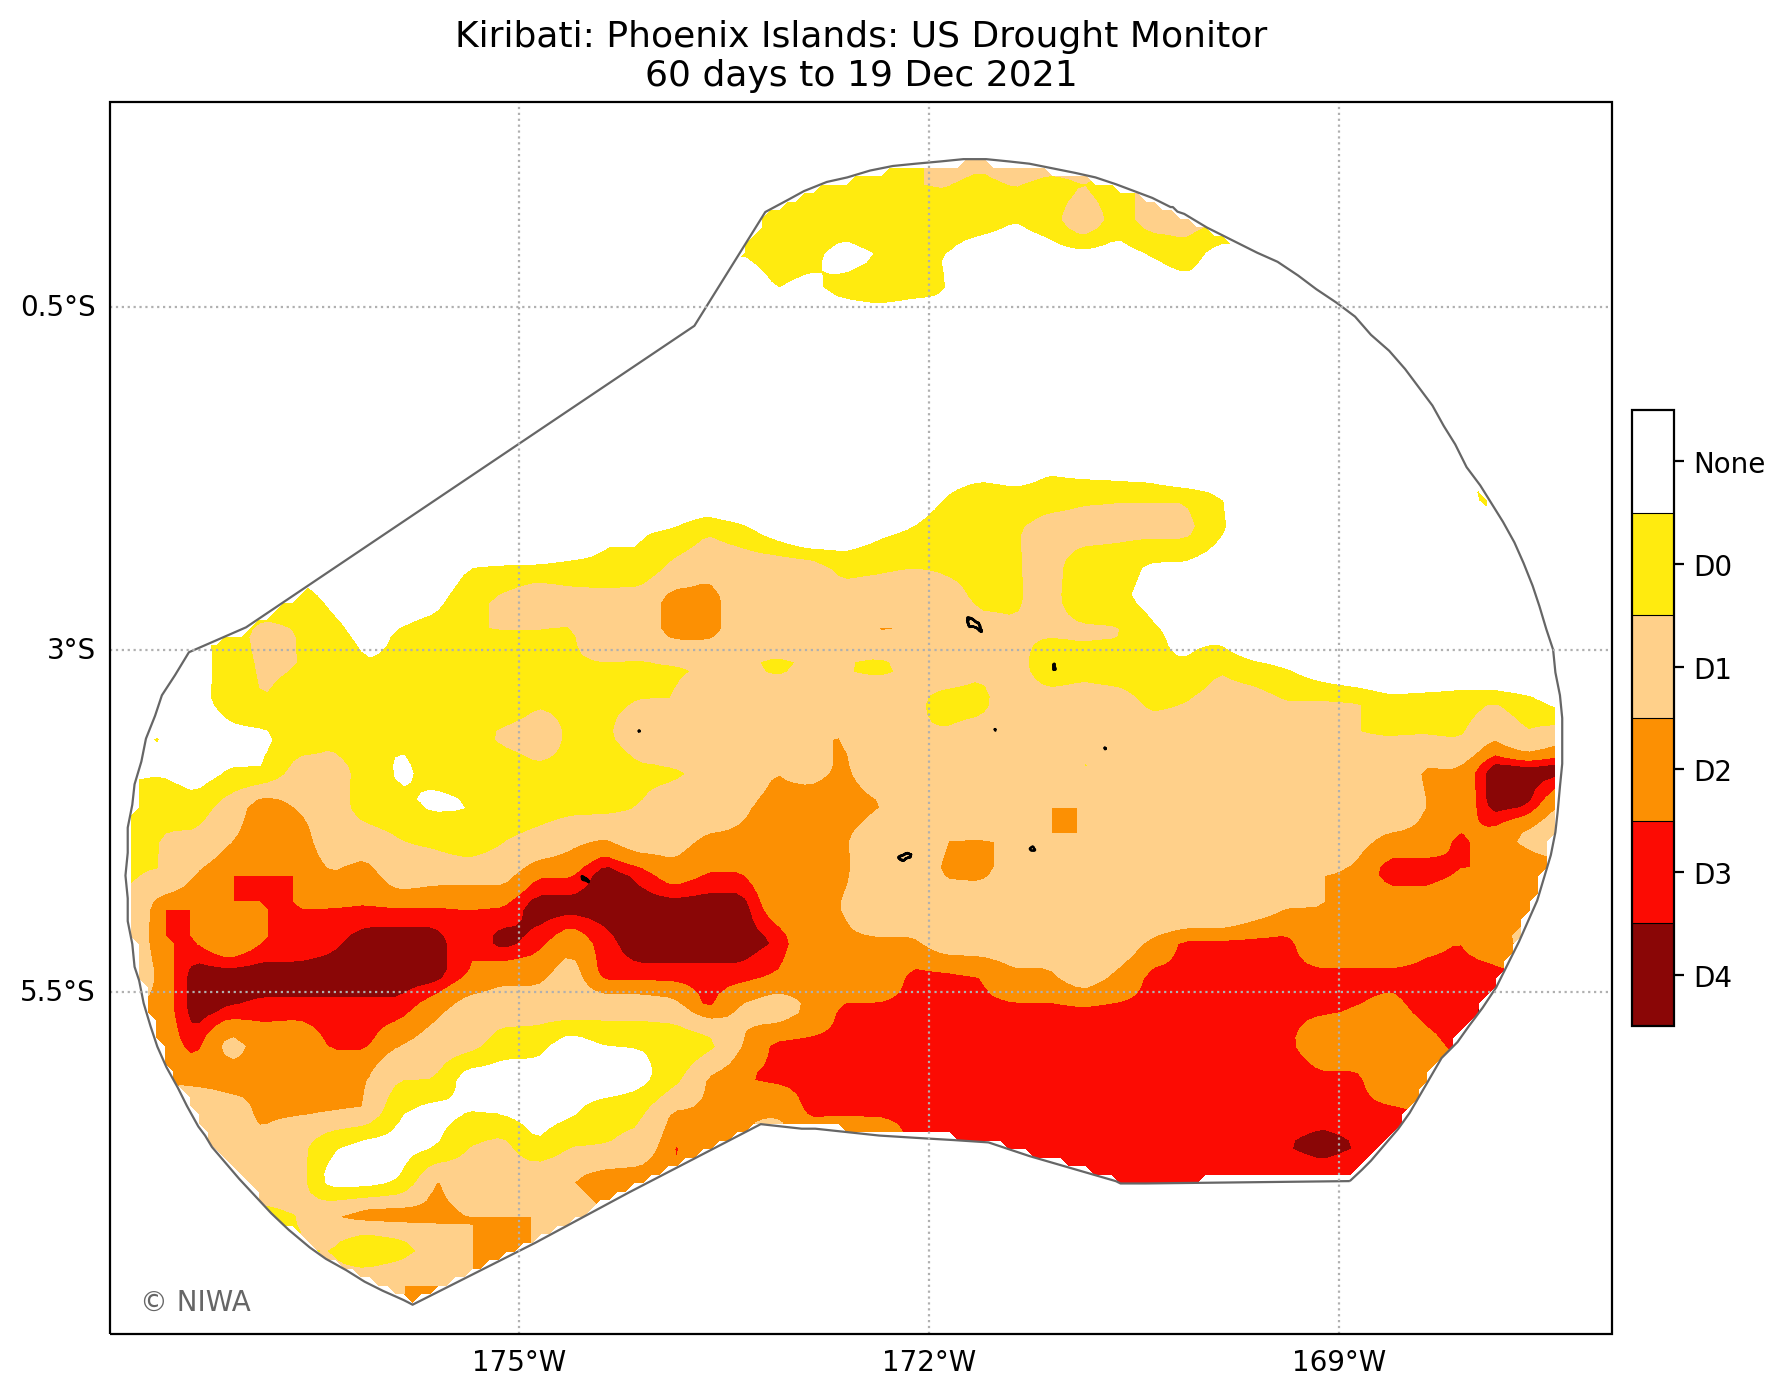 Kiribati: Phoenix Islands: US Drought Monitor
60 days to 19 Dec 2021
0.5°S
3°S
5.5°S
175°W
172°W
169°W
None
D0
D1
D2
D3
D4
© NIWA